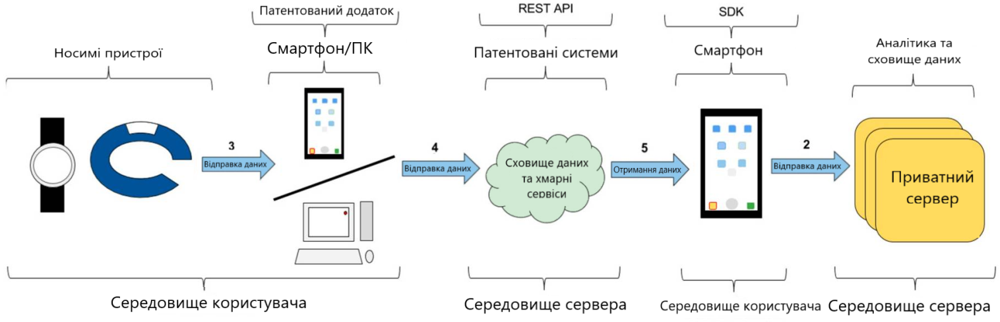 Патентований додаток
REST API
SDK
Носимі пристрої
Смартфон/ПК
Патентовані системи
Смартфон
Аналітика та
сховище даних
3
Відправка даних
4
Відправка даних
Сховище даних
та хмарні
сервіси
5
Отримання даних
2
Відправка даних
Приватний
сервер
Середовище користувача
Середовище сервера
Середовище користувача
Середовище сервера